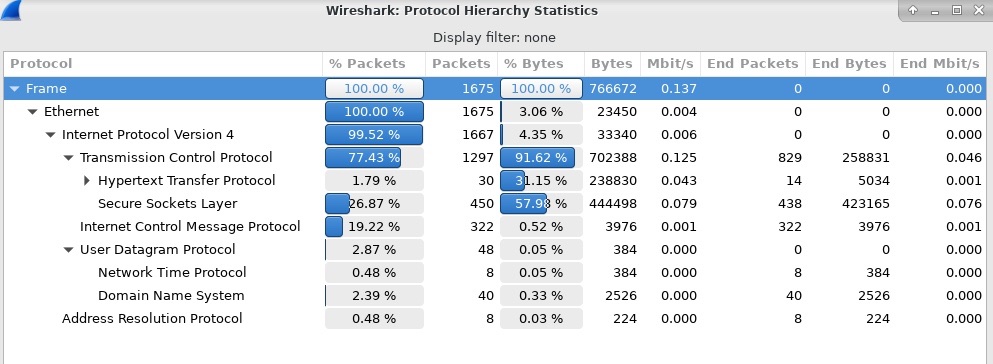 Wireshark: Protocol Hierarchy Statistics
Display filter: none
Protocol % Packets Packets % Bytes Bytes Mbit/s End Packets End Bytes End Mbit/s
Frame 100.00 % 1675 100.00 % 766672 0.137 0 0 0.000
Ethernet 100.00 % 1675 3.06 % 23450 0.004 0 0 0.000
Internet Protocol Version 4 99.52 % 1667 4.35 % 33340 0.006 0 0 0.000
Transmission Control Protocol 77.43 % 1297 91.62 % 702388 0.125 829 258831 0.046
Hypertext Transfer Protocol 1.79 % 30 31.15 % 238830 0.043 14 5034 0.001
Secure Sockets Layer 26.87 % 450 57.98 % 444498 0.079 438 423165 0.076
Internet Control Message Protocol 19.22 % 322 0.52 % 3976 0.001 322 3976 0.001
User Datagram Protocol 2.87 % 48 0.05 % 384 0.000 0 0 0.000
Network Time Protocol 0.48 % 8 0.05 % 384 0.000 8 384 0.000
Domain Name System 2.39 % 40 0.33 % 2526 0.000 40 2526 0.000
Address Resolution Protocol 0.48 % 8 0.03 % 224 0.000 8 224 0.000